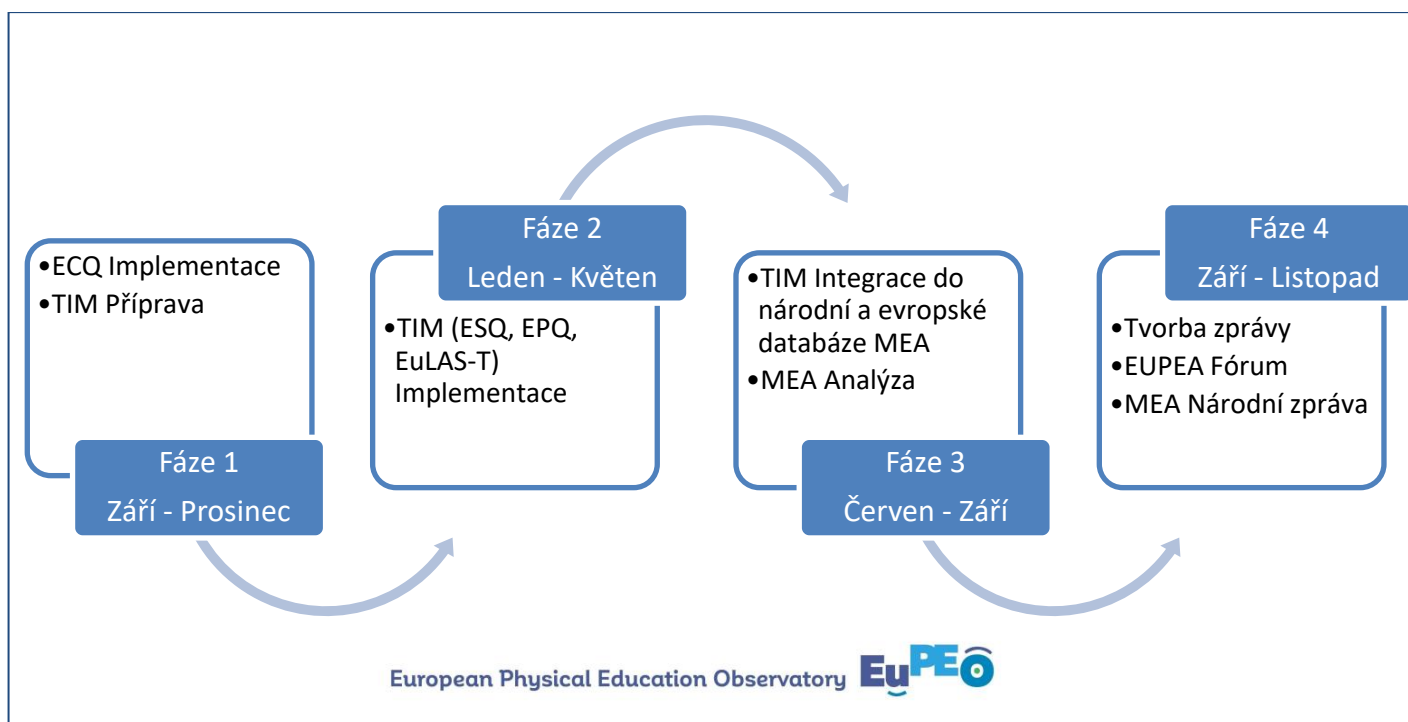 •ECQ Implementace
•TIM Příprava
Fáze 1
Září - Prosinec
Fáze 2
Leden - Květen
•TIM (ESQ, EPQ,
EuLAS-T)
Implementace
•TIM Integrace do
národní a evropské
databáze MEA
•MEA Analýza
Fáze 3
Červen - Září
Fáze 4
Září - Listopad
•Tvorba zprávy
•EUPEA Fórum
•MEA Národní zpráva
European Physical Education Observatory EuPEO